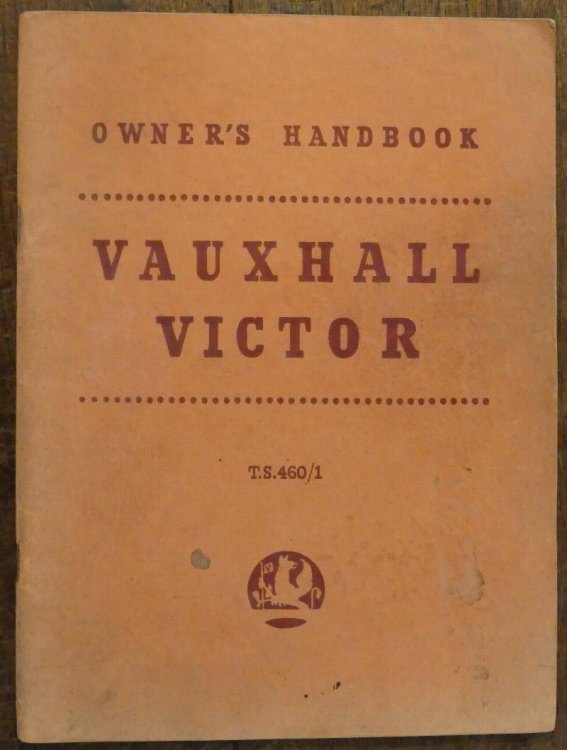 OWNER'S HANDBOOK
VAUXHALL
VICTOR
T.S.460/1